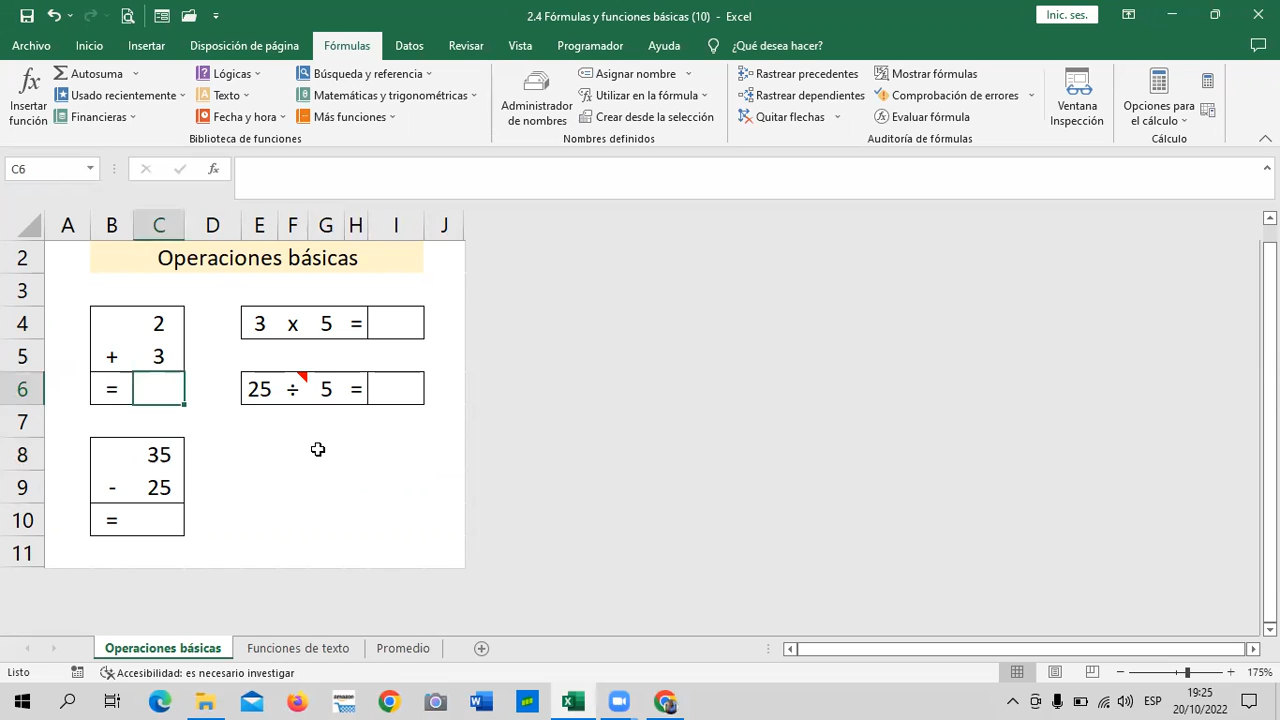 2.4 Fórmulas y funciones básicas (10) - Excel
Inic. ses.
Archivo Inicio Insertar Disposición de página Fórmulas Datos Revisar Vista Programador Ayuda ¿Qué desea hacer?
Insertar función
Autosuma
Usado recientemente
Financieras
Lógicas
Texto
Fecha y hora
Búsqueda y referencia
Matemáticas y trigonométricas
Más funciones
Biblioteca de funciones
Administrador de nombres
Asignar nombre
Utilizar en la fórmula
Crear desde la selección
Nombres definidos
Rastrear precedentes
Rastrear dependientes
Quitar flechas
Mostrar fórmulas
Comprobación de errores
Evaluar fórmula
Auditoría de fórmulas
Ventana Inspección
Opciones para el cálculo
Cálculo
C6 fx
A B C D E F G H I J
2 Operaciones básicas
3
4 2 3 x 5 =
5 + 3
6 = 25 ÷ 5 =
7
8 35
9 - 25
10 =
11
Operaciones básicas Funciones de texto Promedio
Listo Accesibilidad: es necesario investigar 175%
ESP 19:25
20/10/2022